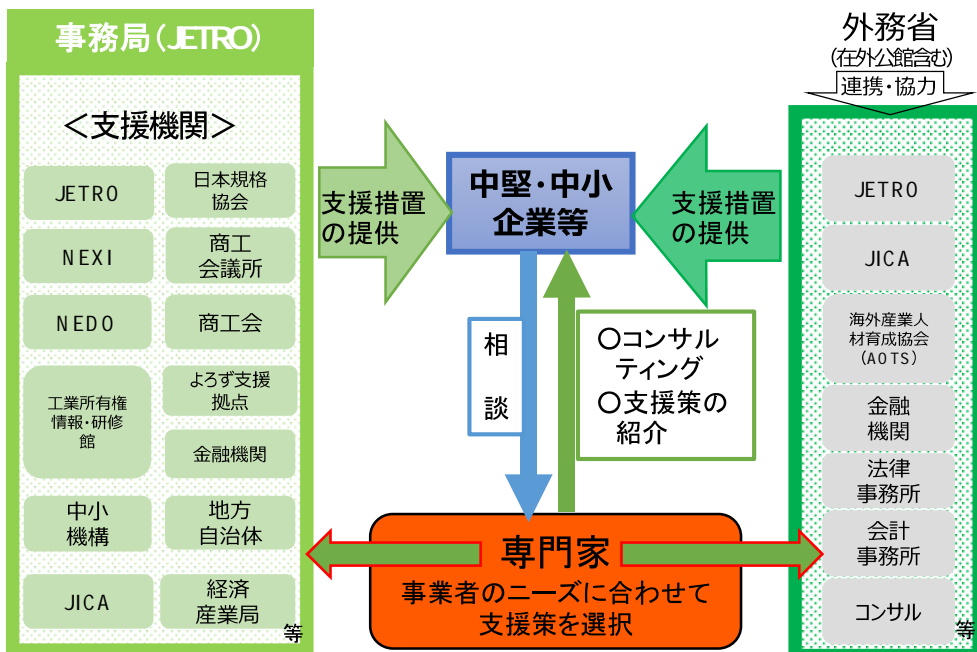 事務局（JETRO）
＜支援機関＞
JETRO
日本規格
協会
NEXI
商工
会議所
NEDO
商工会
工業所有権
情報・研修
館
よろず支援
拠点
金融機関
中小
機構
地方
自治体
JICA
経済
産業局
等
支援措置
の提供
中堅・中小
企業等
支援措置
の提供
相
談
〇コンサル
ティング
〇支援策の
紹介
専門家
事業者のニーズに合わせて
支援策を選択
外務省
(在外公館含む)
連携・協力
JETRO
JICA
海外産業人
材育成協会
(AOTS)
金融
機関
法律
事務所
会計
事務所
コンサル
等